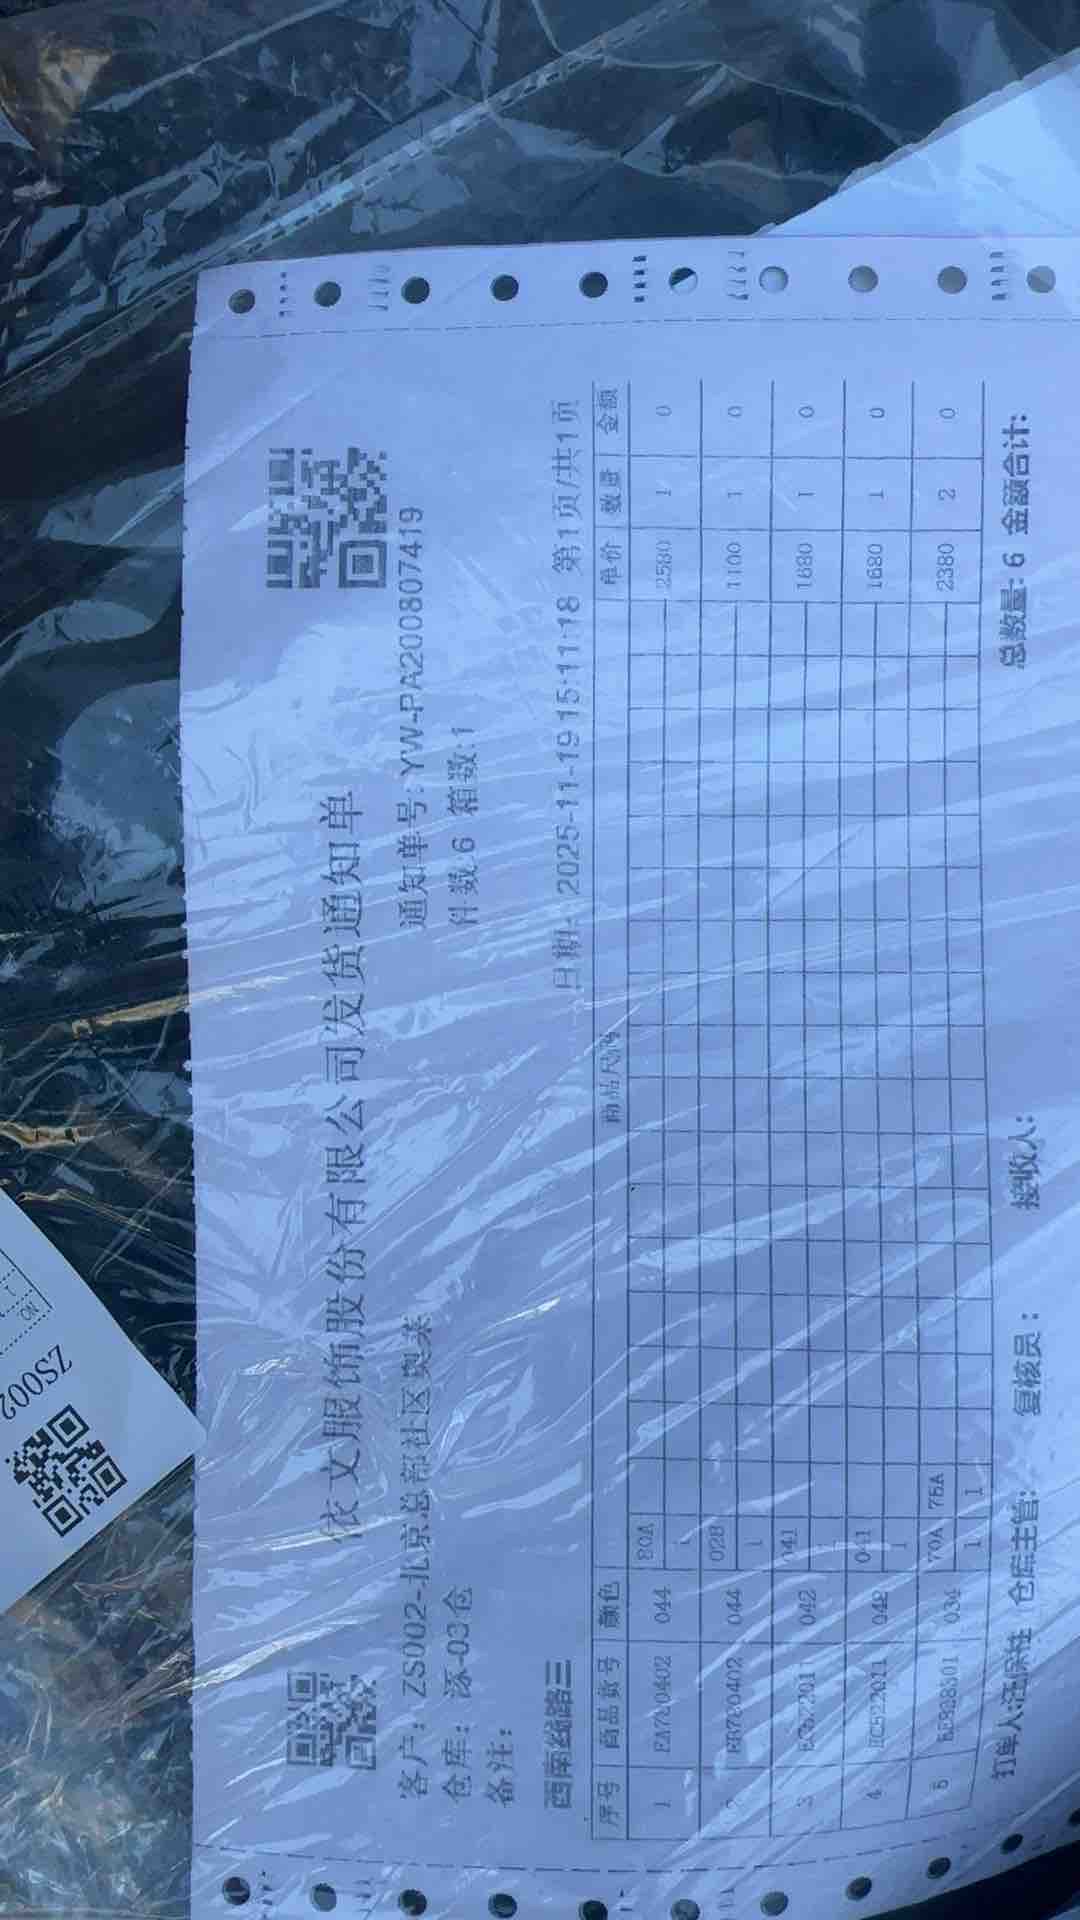 依文服饰股份有限公司发货通知单
客户: ZS002-北京总部社区奥莱 通知单号: YW-PA200807419
仓库: 涿-03仓 件数:6 箱数:1
备注:
西南线路三 日期: 2025-11-19 15:11:18 第1页/共1页
序号 商品货号 颜色 商品尺码 单价 数量 金额
1 EA780402 044 80A 2580 1 0
1
2 044 028 1100 1 0
1
3 042 041 1680 1 0
1
4 EC522011 042 041 1680 1 0
1
5 034 70A 75A 2380 2 0
1 1
总数量: 6 金额合计:
打单人:汪保柱 仓库主管: 复核员: 接收人:
ZS002
NO
1